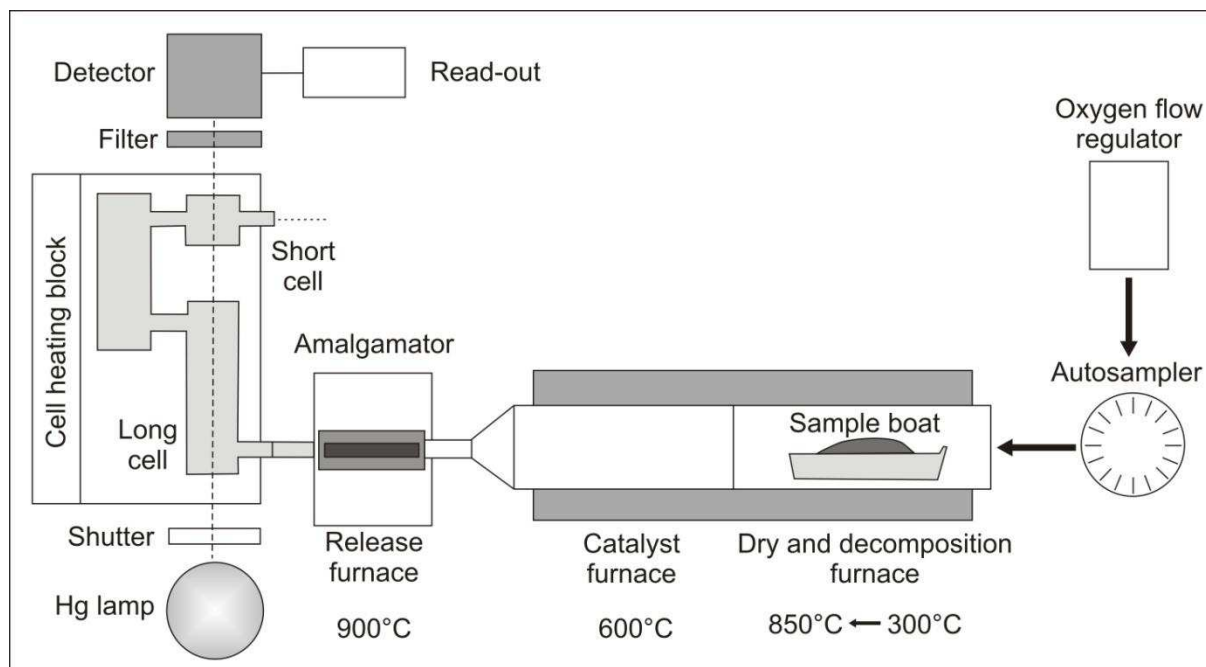 Detector
Read-out
Filter
Oxygen flow
regulator
Cell heating block
Short
cell
Long
cell
Amalgamator
Sample boat
Autosampler
Shutter
Hg lamp
Release
furnace
900°C
Catalyst
furnace
600°C
Dry and decomposition
furnace
850°C ← 300°C